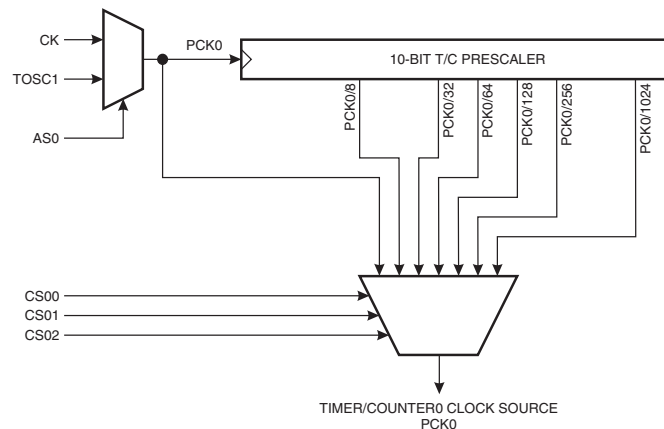 CK
PCK0
10-BIT T/C PRESCALER
TOSC1
AS0
PCK0/8
PCK0/32
PCK0/64
PCK0/128
PCK0/256
PCK0/1024
CS00
CS01
CS02
TIMER/COUNTER0 CLOCK SOURCE
PCK0